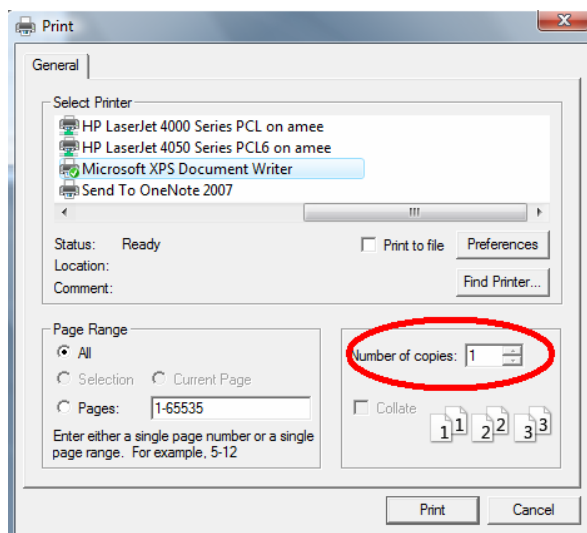 Print
General
Select Printer
HP LaserJet 4000 Series PCL on amee
HP LaserJet 4050 Series PCL6 on amee
Microsoft XPS Document Writer
Send To OneNote 2007
Status: Ready
Print to file
Preferences
Location:
Comment:
Find Printer...
Page Range
All
Selection
Current Page
Pages:
1-65535
Enter either a single page number or a single
page range. For example, 5-12
Number of copies: 1
Collate
1 1 2 2 3 3
Print
Cancel